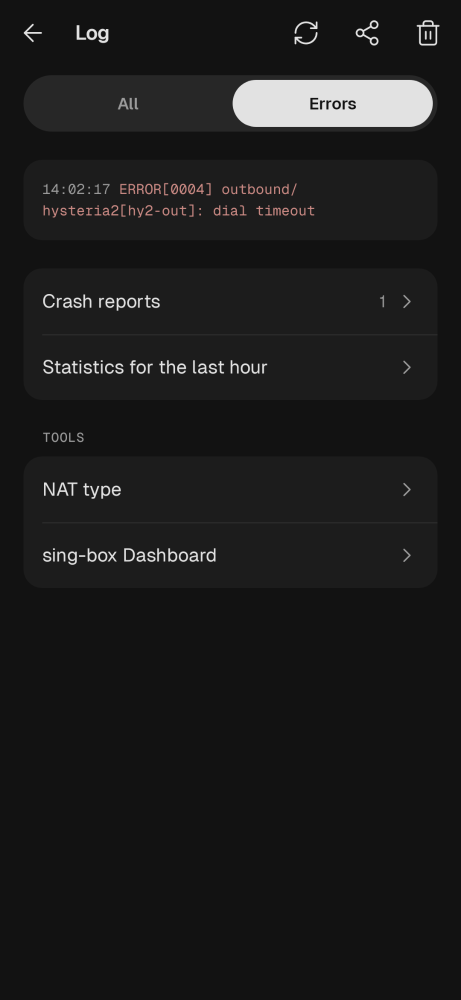 Log
All
Errors
14:02:17 ERROR[0004] outbound/
hysteria2[hy2-out]: dial timeout
Crash reports
1
Statistics for the last hour
TOOLS
NAT type
sing-box Dashboard